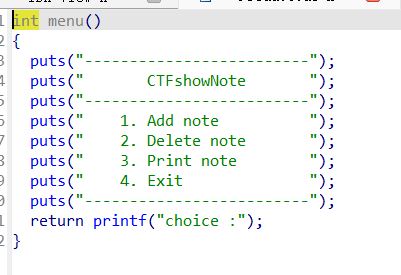 int menu()
{
puts("-------------------------");
puts("       CTFshowNote       ");
puts("-------------------------");
puts("    1. Add note          ");
puts("    2. Delete note       ");
puts("    3. Print note        ");
puts("    4. Exit              ");
puts("-------------------------");
return printf("choice :");
}